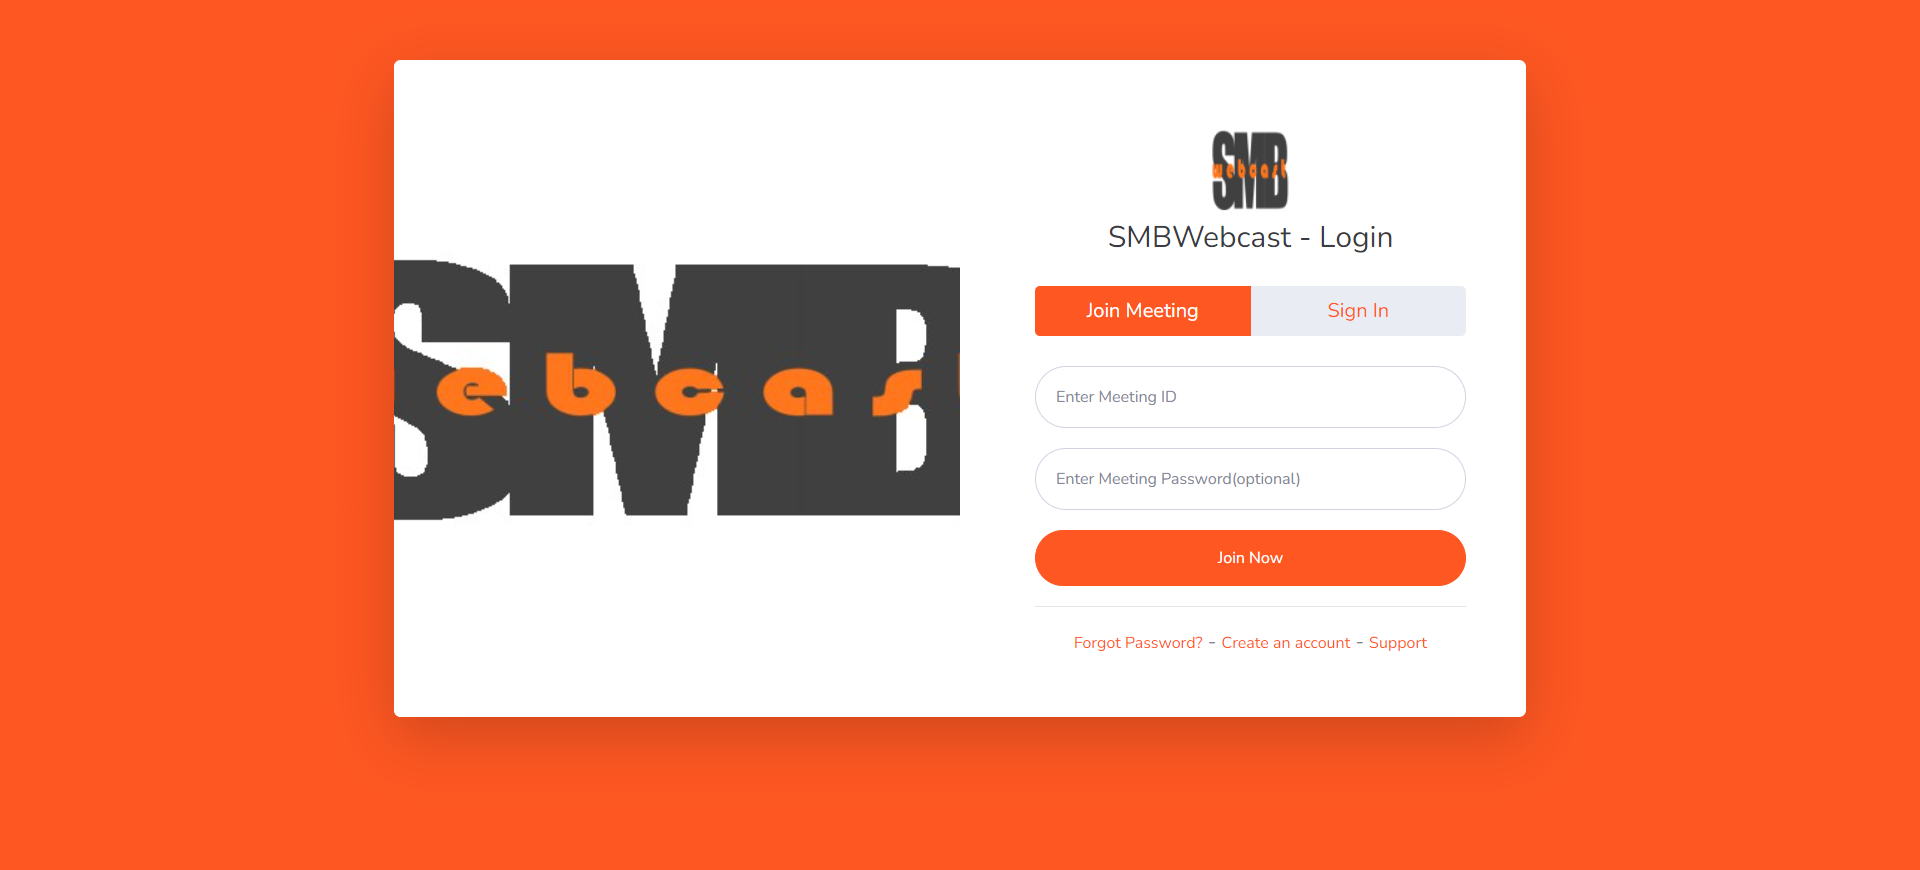 SMB
ebcas
SMB
webcast
SMBWebcast - Login
Join Meeting
Sign In
Enter Meeting ID
Enter Meeting Password(optional)
Join Now
Forgot Password? - Create an account - Support